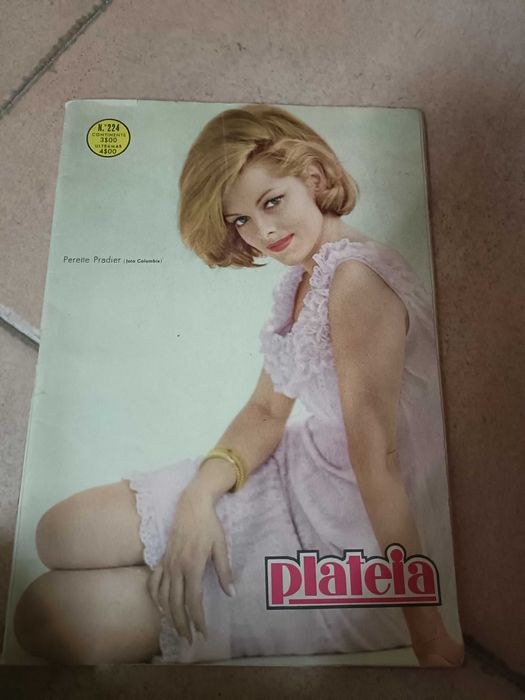 N.º 224
CONTINENTE
3$00
ULTRAMAR
4$00
Perette Pradier (foto Columbia)
plateia